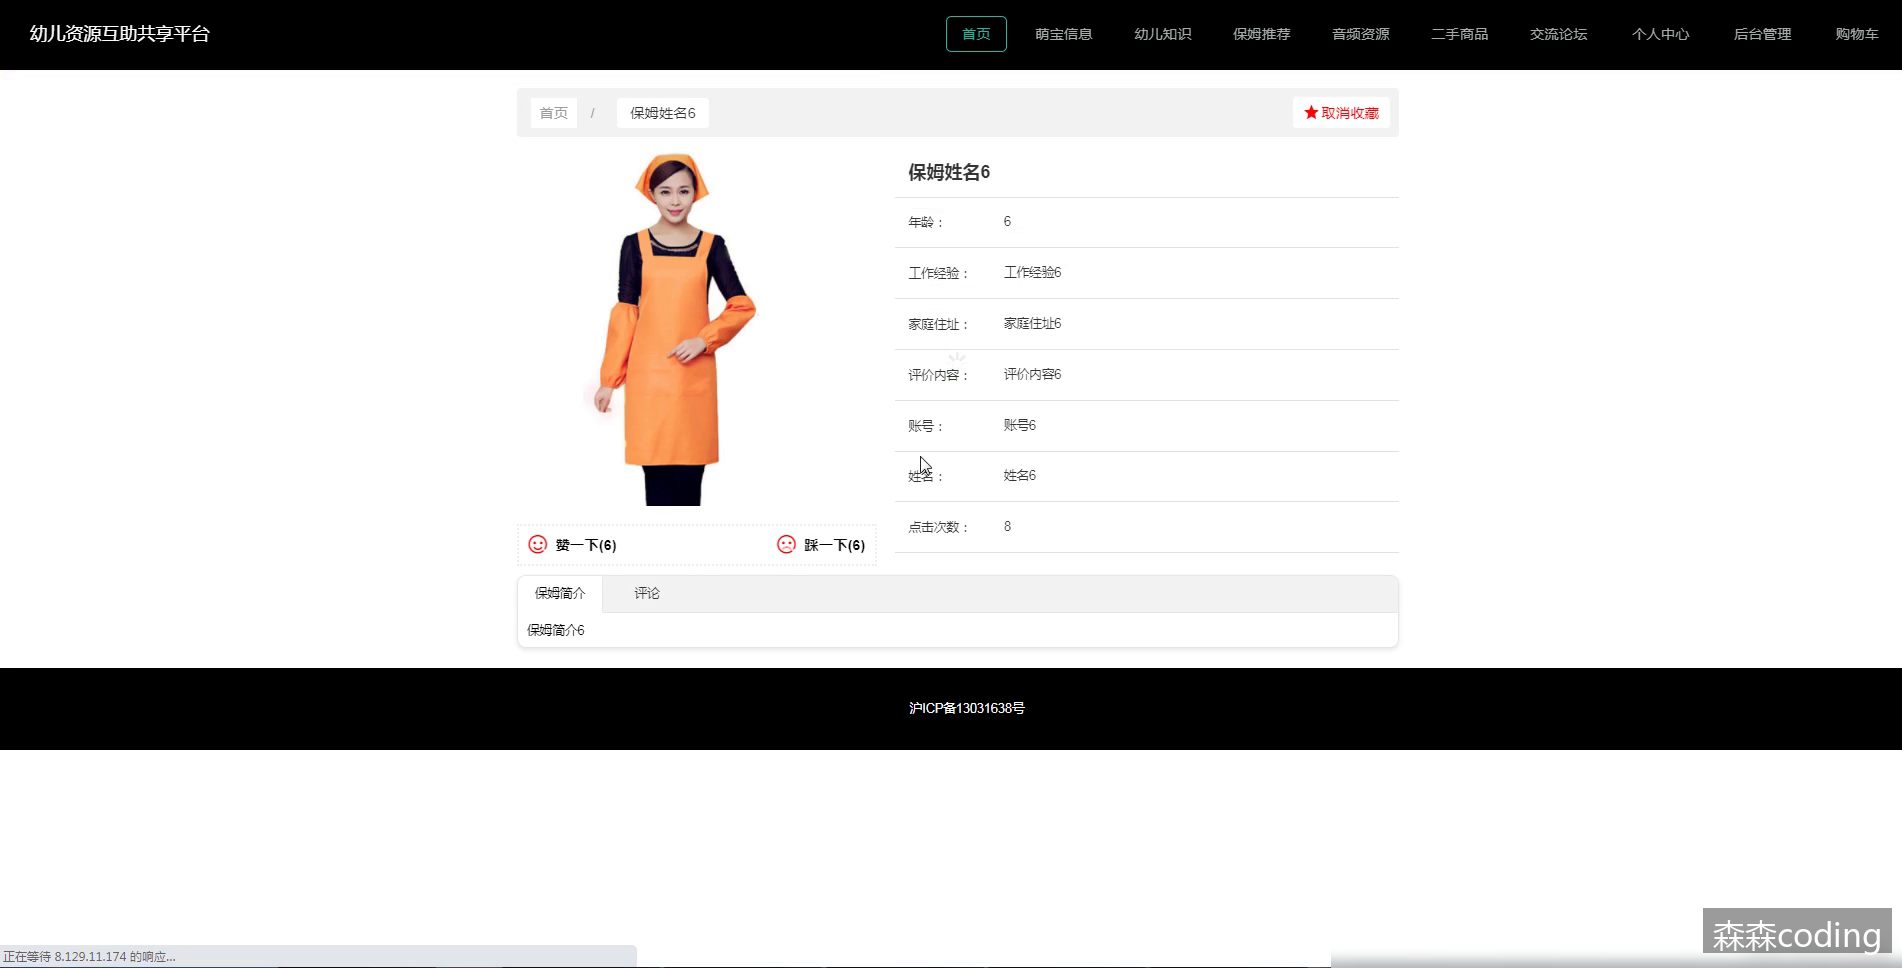 幼儿资源互助共享平台
首页 萌宝信息 幼儿知识 保姆推荐 音频资源 二手商品 交流论坛 个人中心 后台管理 购物车
首页 / 保姆姓名6 ★取消收藏
保姆姓名6
年龄： 6
工作经验： 工作经验6
家庭住址： 家庭住址6
评价内容： 评价内容6
账号： 账号6
姓名： 姓名6
点击次数： 8
赞一下(6) 踩一下(6)
保姆简介 评论
保姆简介6
沪ICP备13031638号
森森coding
正在等待 8.129.11.174 的响应...